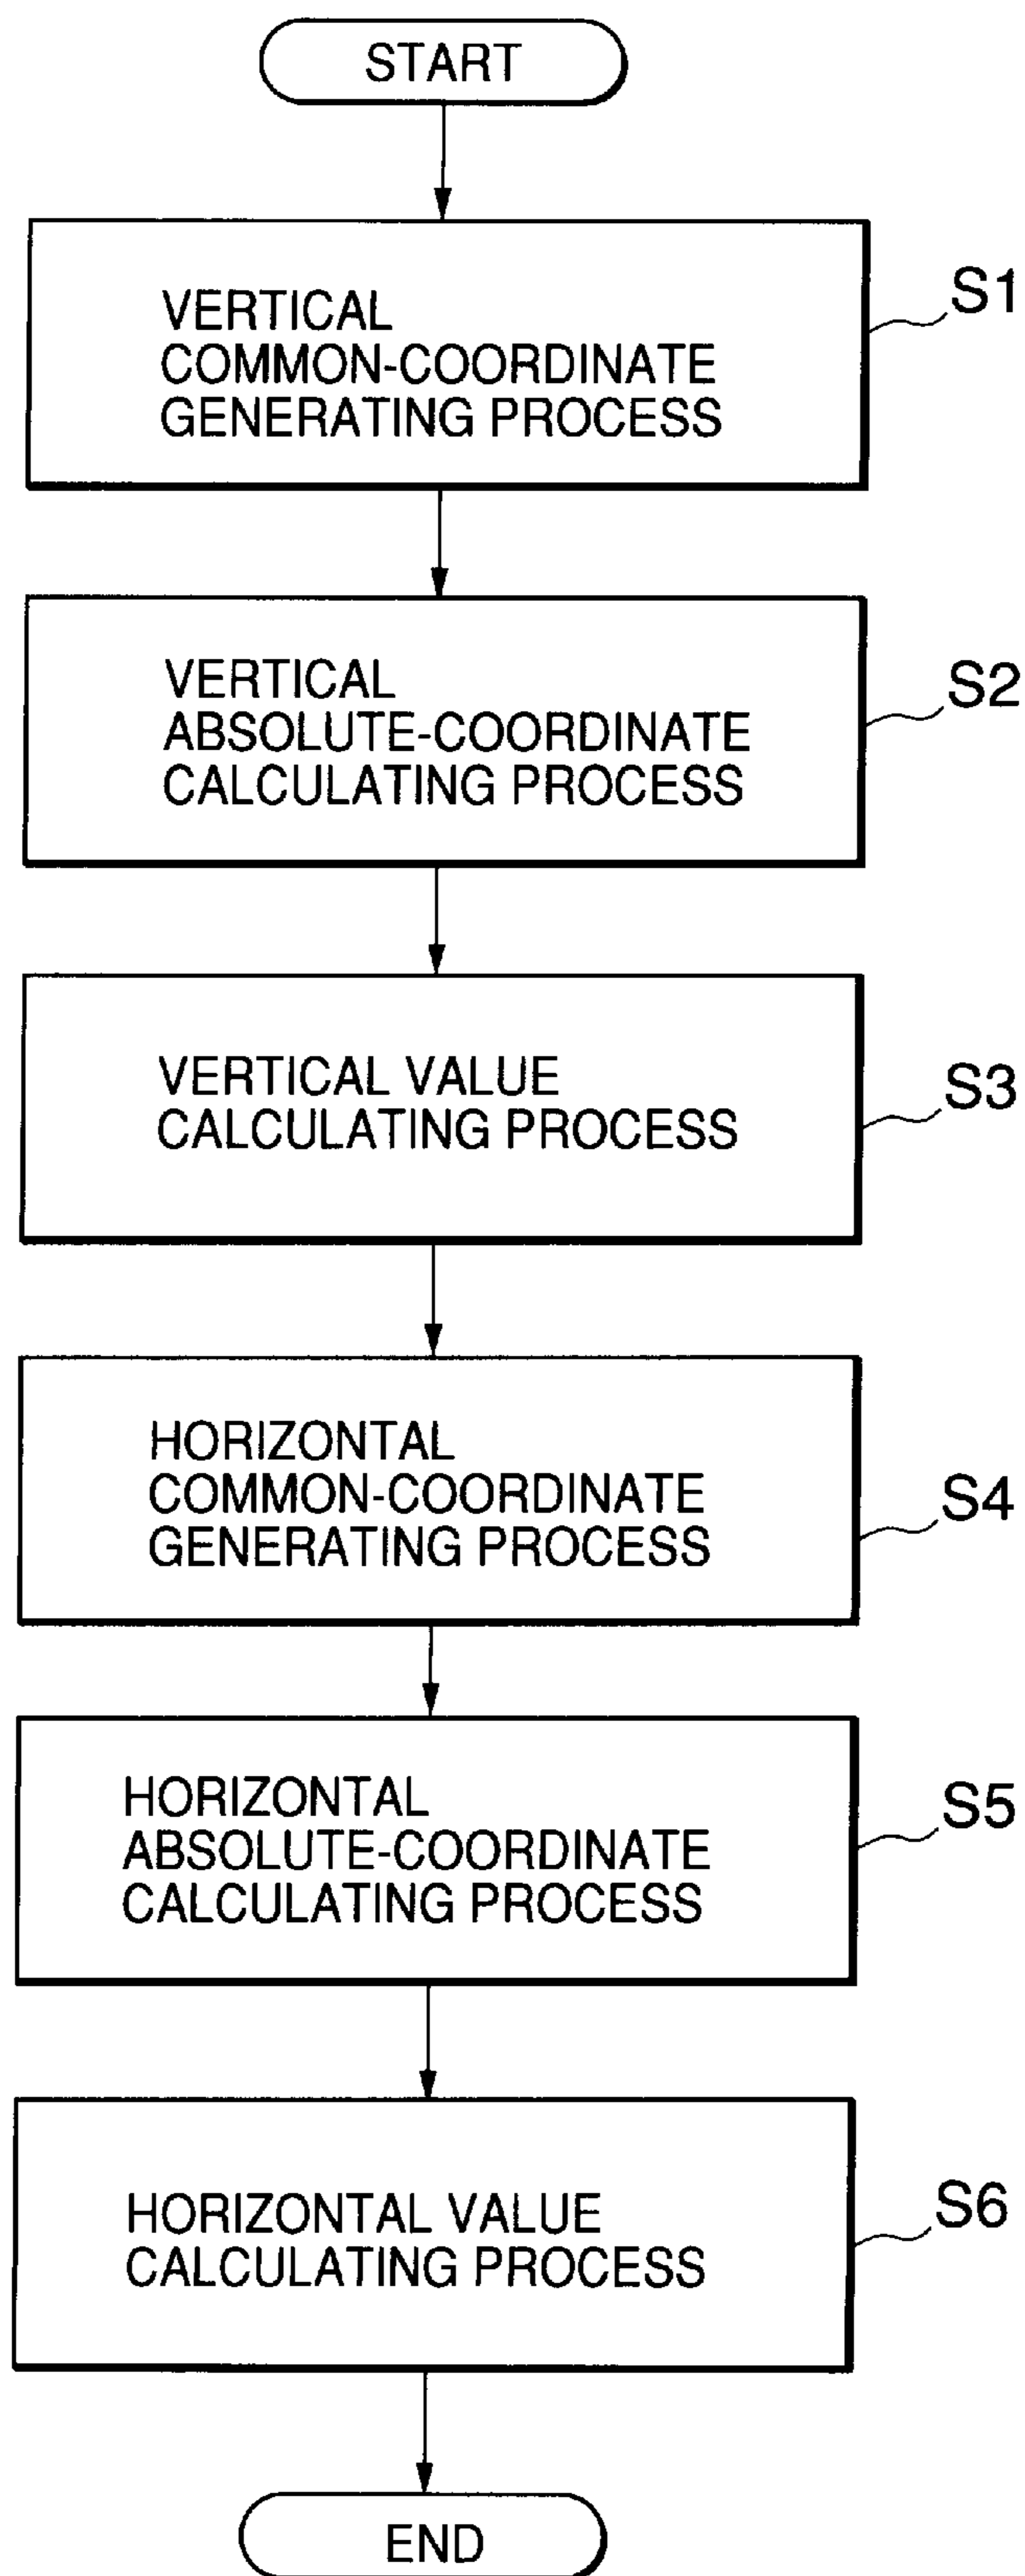 START
VERTICAL
COMMON-COORDINATE
GENERATING PROCESS
S1
VERTICAL
ABSOLUTE-COORDINATE
CALCULATING PROCESS
S2
VERTICAL VALUE
CALCULATING PROCESS
S3
HORIZONTAL
COMMON-COORDINATE
GENERATING PROCESS
S4
HORIZONTAL
ABSOLUTE-COORDINATE
CALCULATING PROCESS
S5
HORIZONTAL VALUE
CALCULATING PROCESS
S6
END